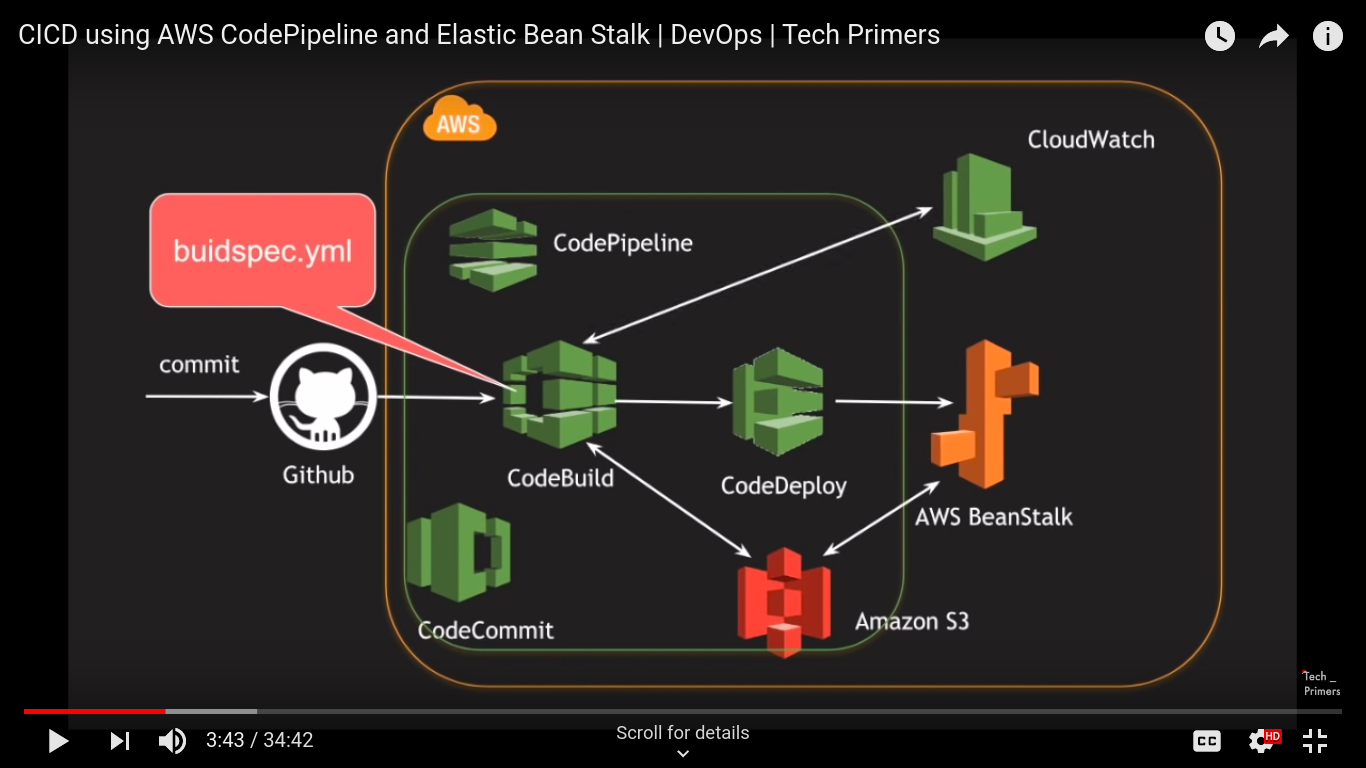 CICD using AWS CodePipeline and Elastic Bean Stalk | DevOps | Tech Primers
AWS
CloudWatch
buidspec.yml
CodePipeline
commit
Github
CodeBuild
CodeDeploy
AWS BeanStalk
CodeCommit
Amazon S3
Tech _
Primers
3:43 / 34:42
Scroll for details
CC
HD